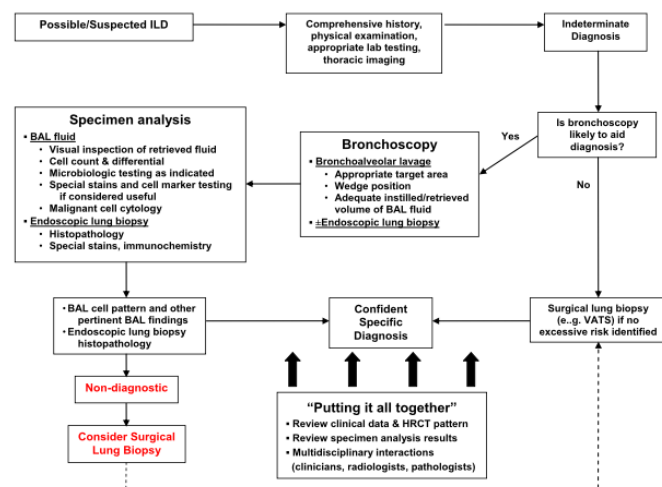 Possible/Suspected ILD
Comprehensive history,
physical examination,
appropriate lab testing,
thoracic imaging
Indeterminate
Diagnosis
Is bronchoscopy
likely to aid
diagnosis?
Yes
No
Bronchoscopy
▪ Bronchoalveolar lavage
• Appropriate target area
• Wedge position
• Adequate instilled/retrieved
volume of BAL fluid
▪ ±Endoscopic lung biopsy
Specimen analysis
▪ BAL fluid
• Visual inspection of retrieved fluid
• Cell count & differential
• Microbiologic testing as indicated
• Special stains and cell marker testing
if considered useful
• Malignant cell cytology
▪ Endoscopic lung biopsy
• Histopathology
• Special stains, immunochemistry
•BAL cell pattern and other
pertinent BAL findings
•Endoscopic lung biopsy
histopathology
Confident
Specific
Diagnosis
Surgical lung biopsy
(e..g. VATS) if no
excessive risk identified
Non-diagnostic
Consider Surgical
Lung Biopsy
“Putting it all together”
• Review clinical data & HRCT pattern
• Review specimen analysis results
• Multidisciplinary interactions
(clinicians, radiologists, pathologists)